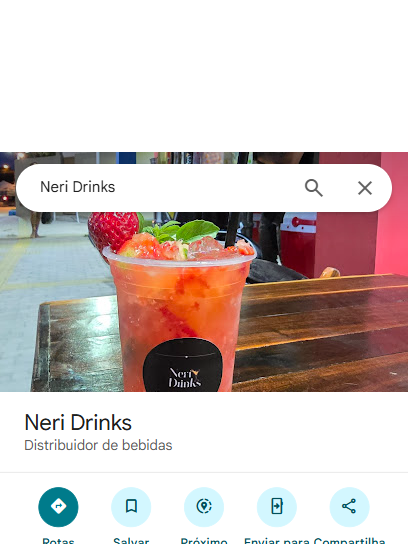 Neri Drinks
Neri
Drinks
Neri Drinks
Distribuidor de bebidas
Rotas
Salvar
Próximo
Enviar para
Compartilha